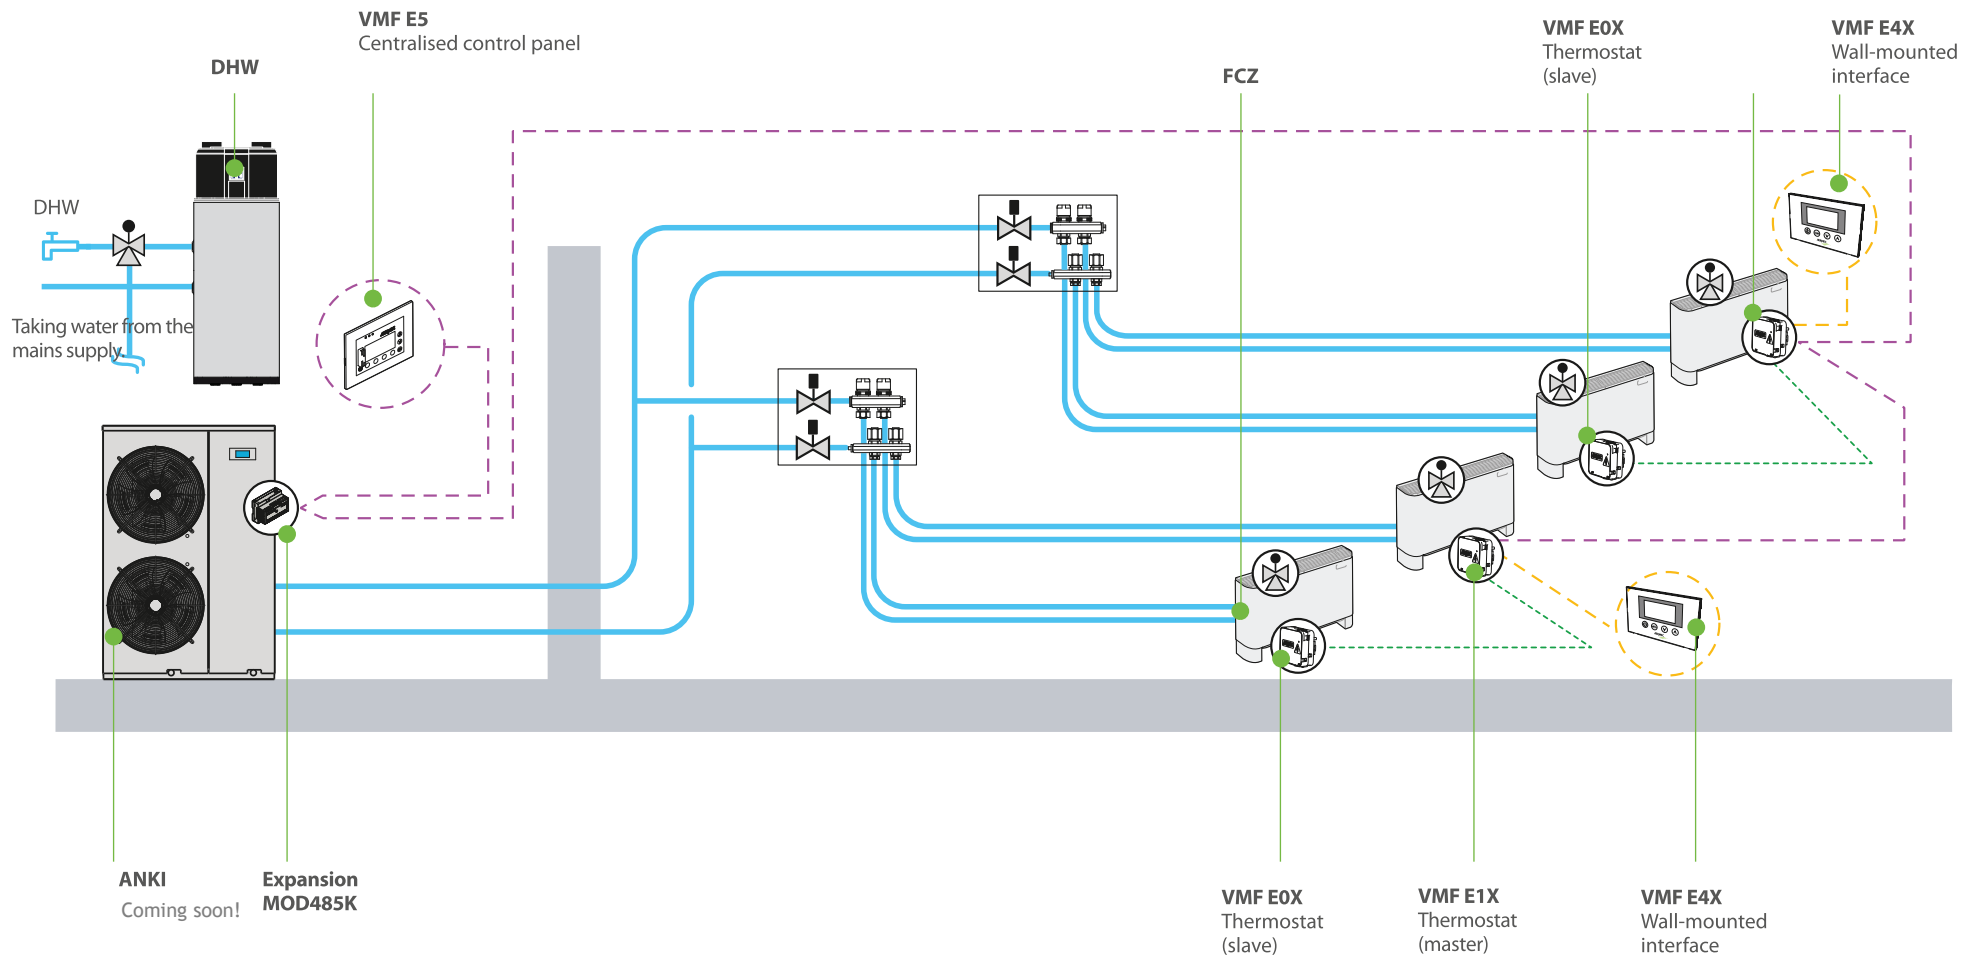 VMF E5
Centralised control panel
DHW
FCZ
VMF E0X
Thermostat
(slave)
VMF E4X
Wall-mounted
interface
DHW
Taking water from the
mains supply.
ANKI
Coming soon!
Expansion
MOD485K
VMF E0X
Thermostat
(slave)
VMF E1X
Thermostat
(master)
VMF E4X
Wall-mounted
interface